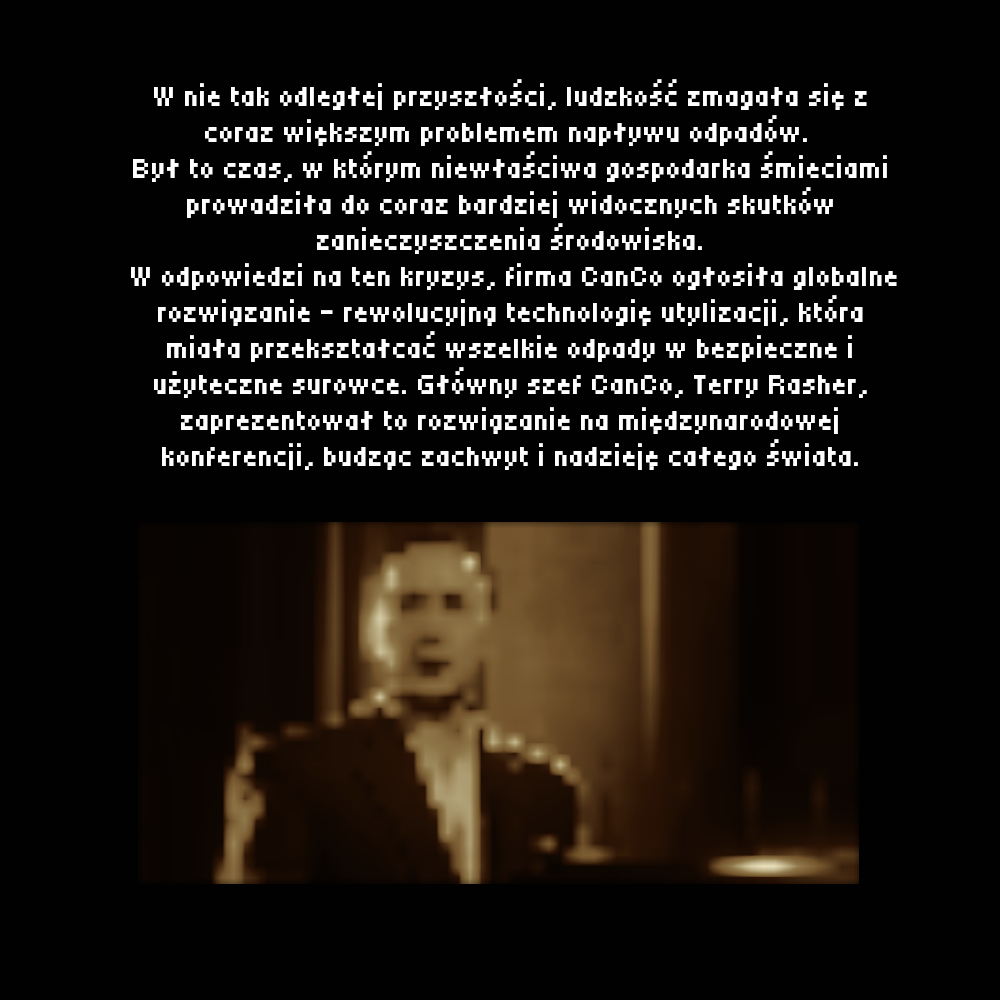 W nie tak odległej przyszłości, ludzkość zmagała się z
coraz większym problemem napływu odpadów.
Był to czas, w którym niewłaściwa gospodarka śmieciami
prowadziła do coraz bardziej widocznych skutków
zanieczyszczenia środowiska.
W odpowiedzi na ten kryzys, firma CanCo ogłosiła globalne
rozwiązanie - rewolucyjną technologię utylizacji, która
miała przekształcać wszelkie odpady w bezpieczne i
użyteczne surowce. Główny szef CanCo, Terry Rasher,
zaprezentował to rozwiązanie na międzynarodowej
konferencji, budząc zachwyt i nadzieję całego świata.